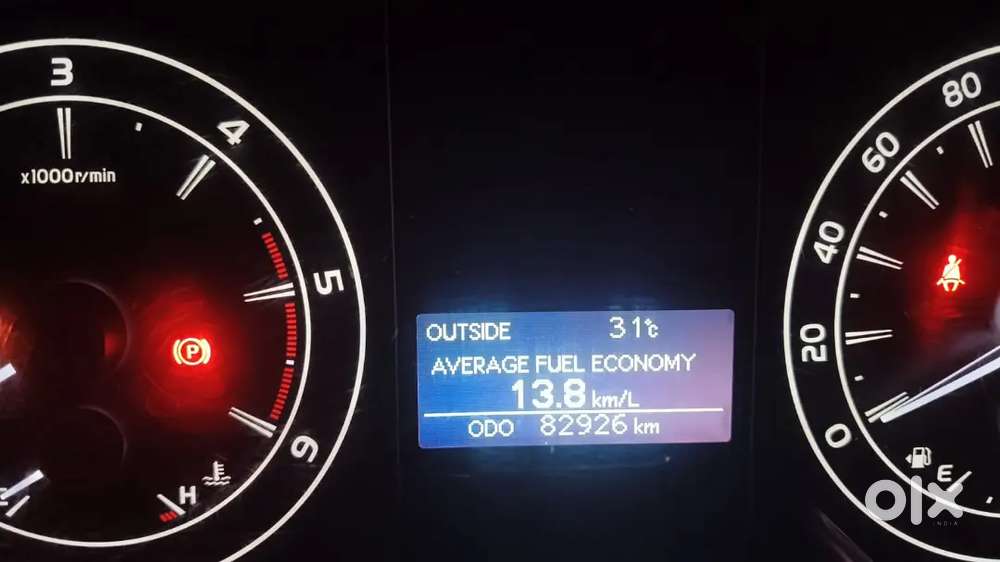 3
4
x1000r/min
5
6
P
H
OUTSIDE 31°C
AVERAGE FUEL ECONOMY
13.8 km/L
ODO 82926 km
80
60
40
20
0
E
olx
INDIA